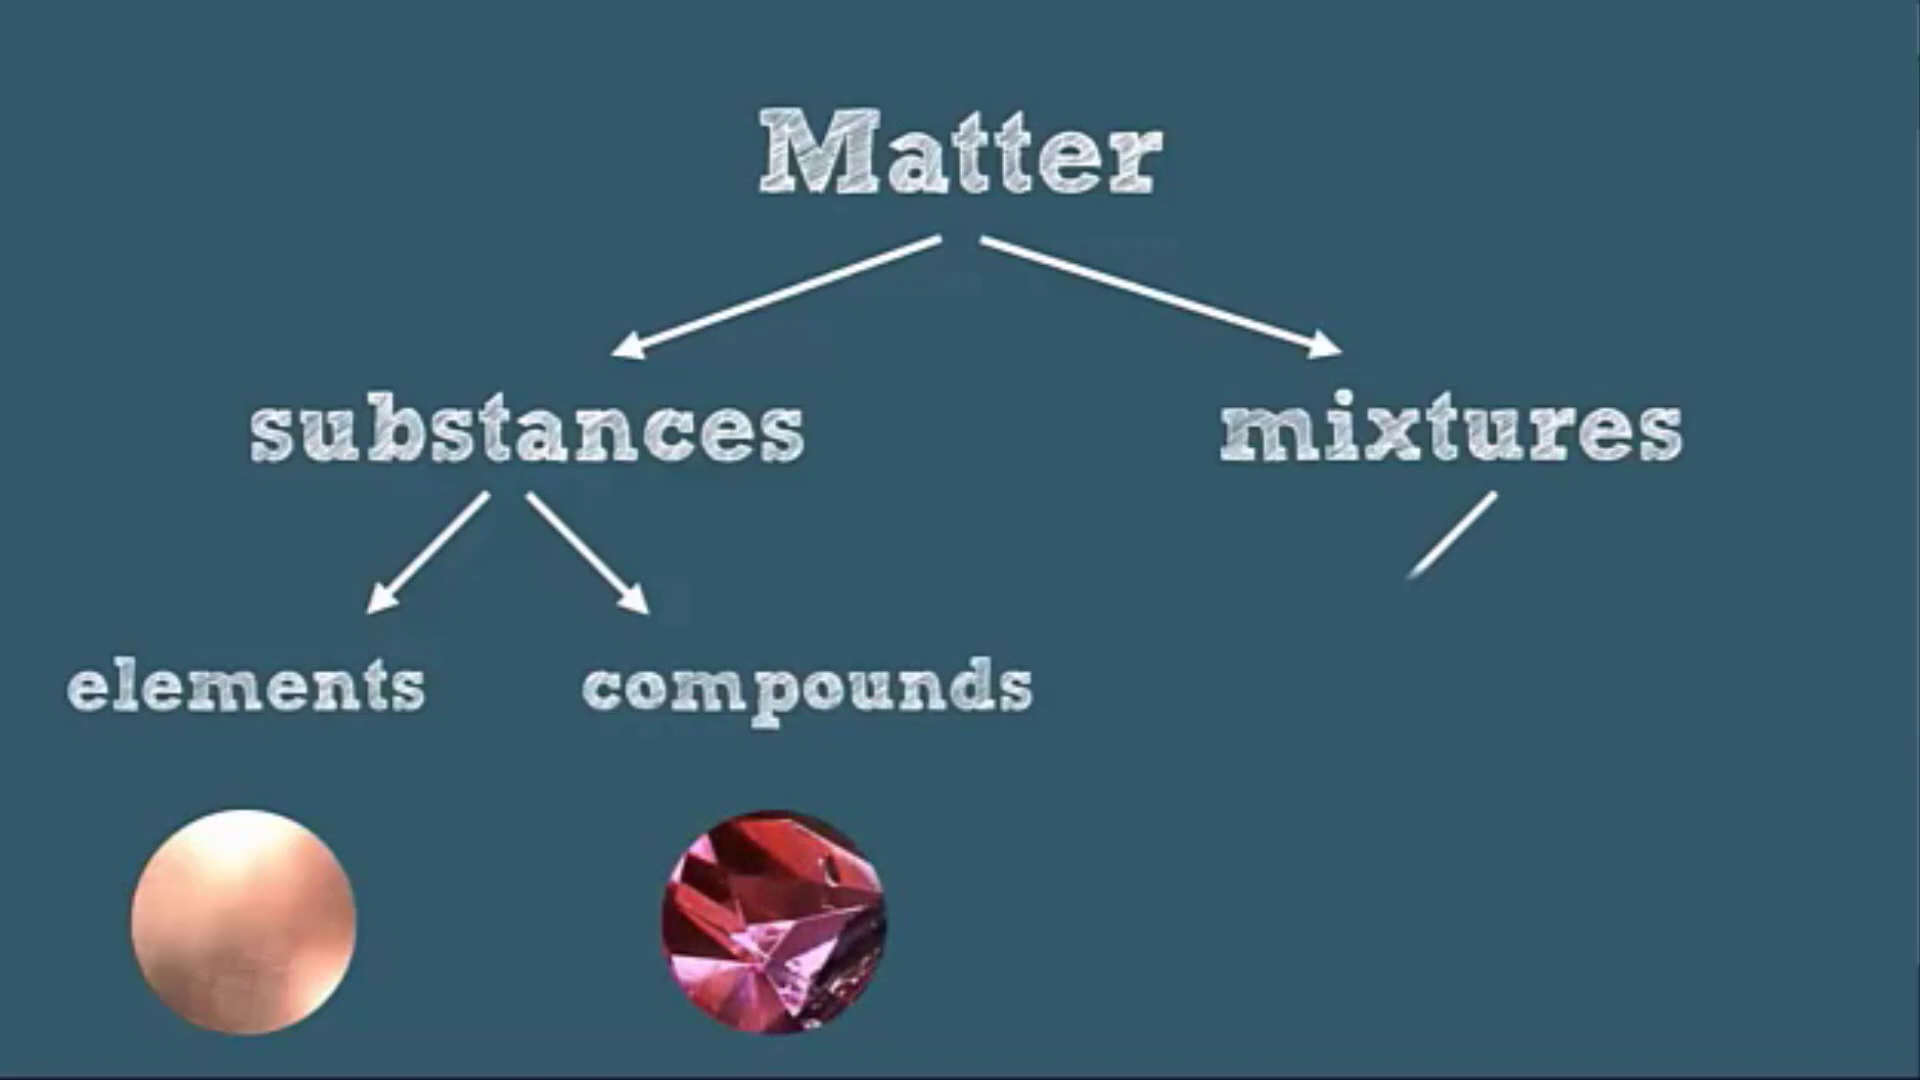 Matter
substances
mixtures
elements
compounds